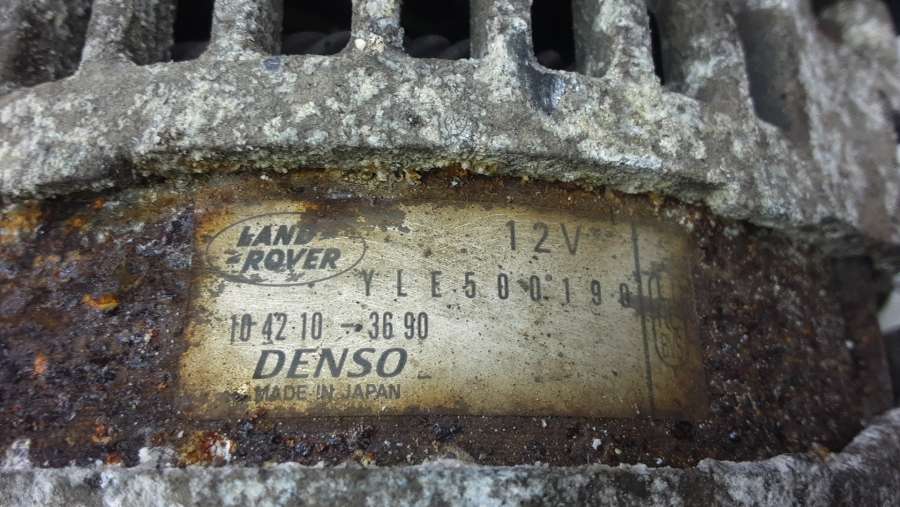 LAND
ROVER
12V
YLE500190
104210-3690
DENSO
MADE IN JAPAN